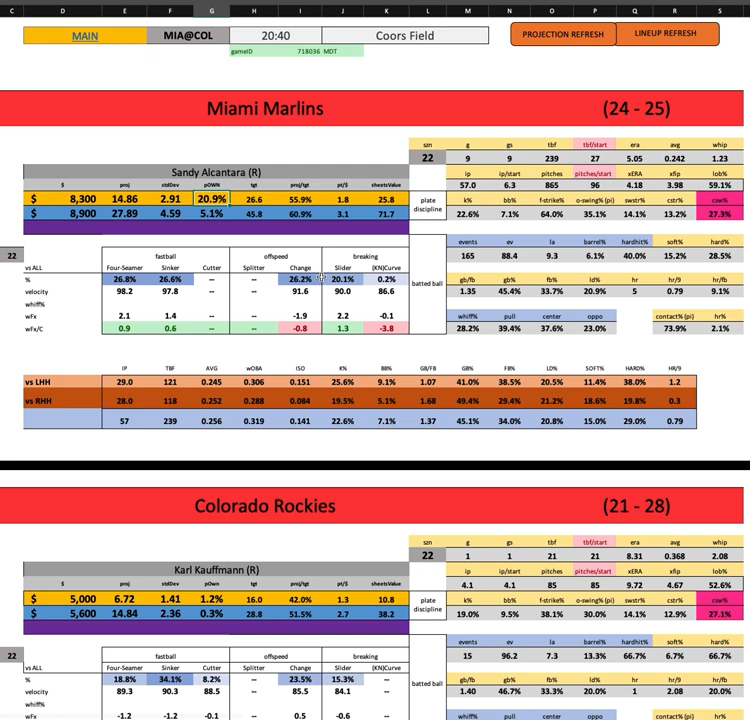 C D E F G H I J K L M N O P Q R S
MAIN MIA@COL 20:40 Coors Field PROJECTION REFRESH LINEUP REFRESH
gameID 718036 MDT
Miami Marlins (24 - 25)
szn g gs tbf tbf/start era avg whip
22 9 9 239 27 5.05 0.242 1.23
Sandy Alcantara (R) ip ip/start pitches pitches/start xERA xfip lob%
$ proj stdDev pOWN tgt proj/tgt pt/$ sheetsValue 57.0 6.3 865 96 4.18 3.98 59.1%
$ 8,300 14.86 2.91 20.9% 26.6 55.9% 1.8 25.8 plate discipline k% bb% f-strike% o-swing% (pi) swstr% cstr% csw%
$ 8,900 27.89 4.59 5.1% 45.8 60.9% 3.1 71.7 22.6% 7.1% 64.0% 35.1% 14.1% 13.2% 27.3%
events ev la barrel% hardhit% soft% hard%
22 fastball offspeed breaking 165 88.4 9.3 6.1% 40.0% 15.2% 28.5%
vs ALL Four-Seamer Sinker Cutter Splitter Change Slider (KN)Curve
% 26.8% 26.6% -- -- 26.2% 20.1% 0.2% batted ball gb/fb gb% fb% ld% hr hr/9 hr/fb
velocity 98.2 97.8 -- -- 91.6 90.0 86.6 1.35 45.4% 33.7% 20.9% 5 0.79 9.1%
whiff%
wFx 2.1 1.4 -- -- -1.9 2.2 -0.1 whiff% pull center oppo contact% (pi) hr%
wFx/C 0.9 0.6 -- -- -0.8 1.3 -3.8 28.2% 39.4% 37.6% 23.0% 73.9% 2.1%
IP TBF AVG wOBA ISO K% BB% GB/FB GB% FB% LD% SOFT% HARD% HR/9
vs LHH 29.0 121 0.245 0.306 0.151 25.6% 9.1% 1.07 41.0% 38.5% 20.5% 11.4% 38.0% 1.2
vs RHH 28.0 118 0.252 0.288 0.084 19.5% 5.1% 1.68 49.4% 29.4% 21.2% 18.6% 19.8% 0.3
57 239 0.256 0.319 0.141 22.6% 7.1% 1.37 45.1% 34.0% 20.8% 15.0% 29.0% 0.79
Colorado Rockies (21 - 28)
szn g gs tbf tbf/start era avg whip
22 1 1 21 21 8.31 0.368 2.08
Karl Kauffmann (R) ip ip/start pitches pitches/start xERA xfip lob%
$ proj stdDev pOwn tgt proj/tgt pt/$ sheetsValue 4.1 4.1 85 85 9.72 4.67 52.6%
$ 5,000 6.72 1.41 1.2% 16.0 42.0% 1.3 10.8 plate discipline k% bb% f-strike% o-swing% (pi) swstr% cstr% csw%
$ 5,600 14.84 2.36 0.3% 28.8 51.5% 2.7 38.2 19.0% 9.5% 38.1% 30.0% 14.1% 12.9% 27.1%
events ev la barrel% hardhit% soft% hard%
22 fastball offspeed breaking 15 96.2 7.3 13.3% 66.7% 6.7% 66.7%
vs ALL Four-Seamer Sinker Cutter Splitter Change Slider (KN)Curve
% 18.8% 34.1% 8.2% -- 23.5% 15.3% -- batted ball gb/fb gb% fb% ld% hr hr/9 hr/fb
velocity 89.3 90.3 88.5 -- 85.5 84.1 -- 1.40 46.7% 33.3% 20.0% 1 2.08 20.0%
whiff%
wFx -1.2 -1.2 -0.1 -- 0.5 -0.6 -- whiff% pull center oppo contact% (pi) hr%